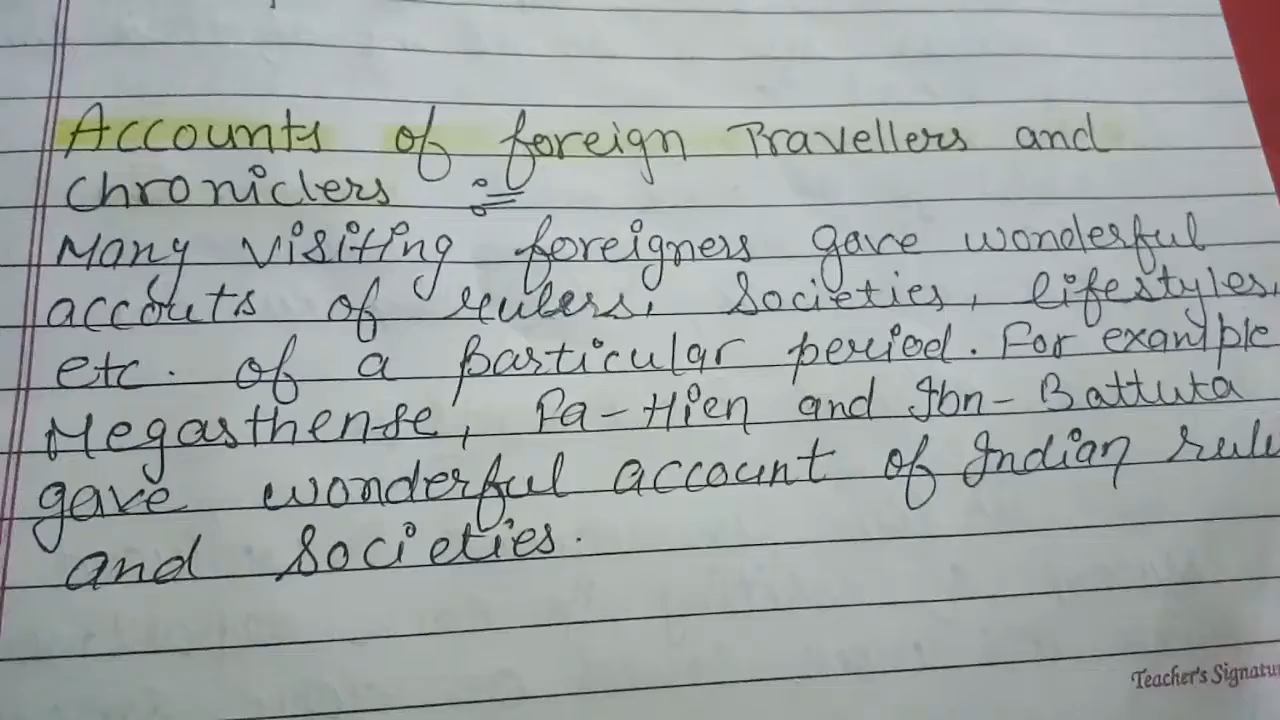 Accounts of foreign Travellers and
Chroniclers :=
Many visiting foreigness gave wonderful
accouts of rulers, Societies, lifestyles,
etc. of a particular period. For example
Megasthense, Fa-Hien and Ibn-Battuta
gave wonderful account of Indian rule
and Societies.
Teacher's Signatu